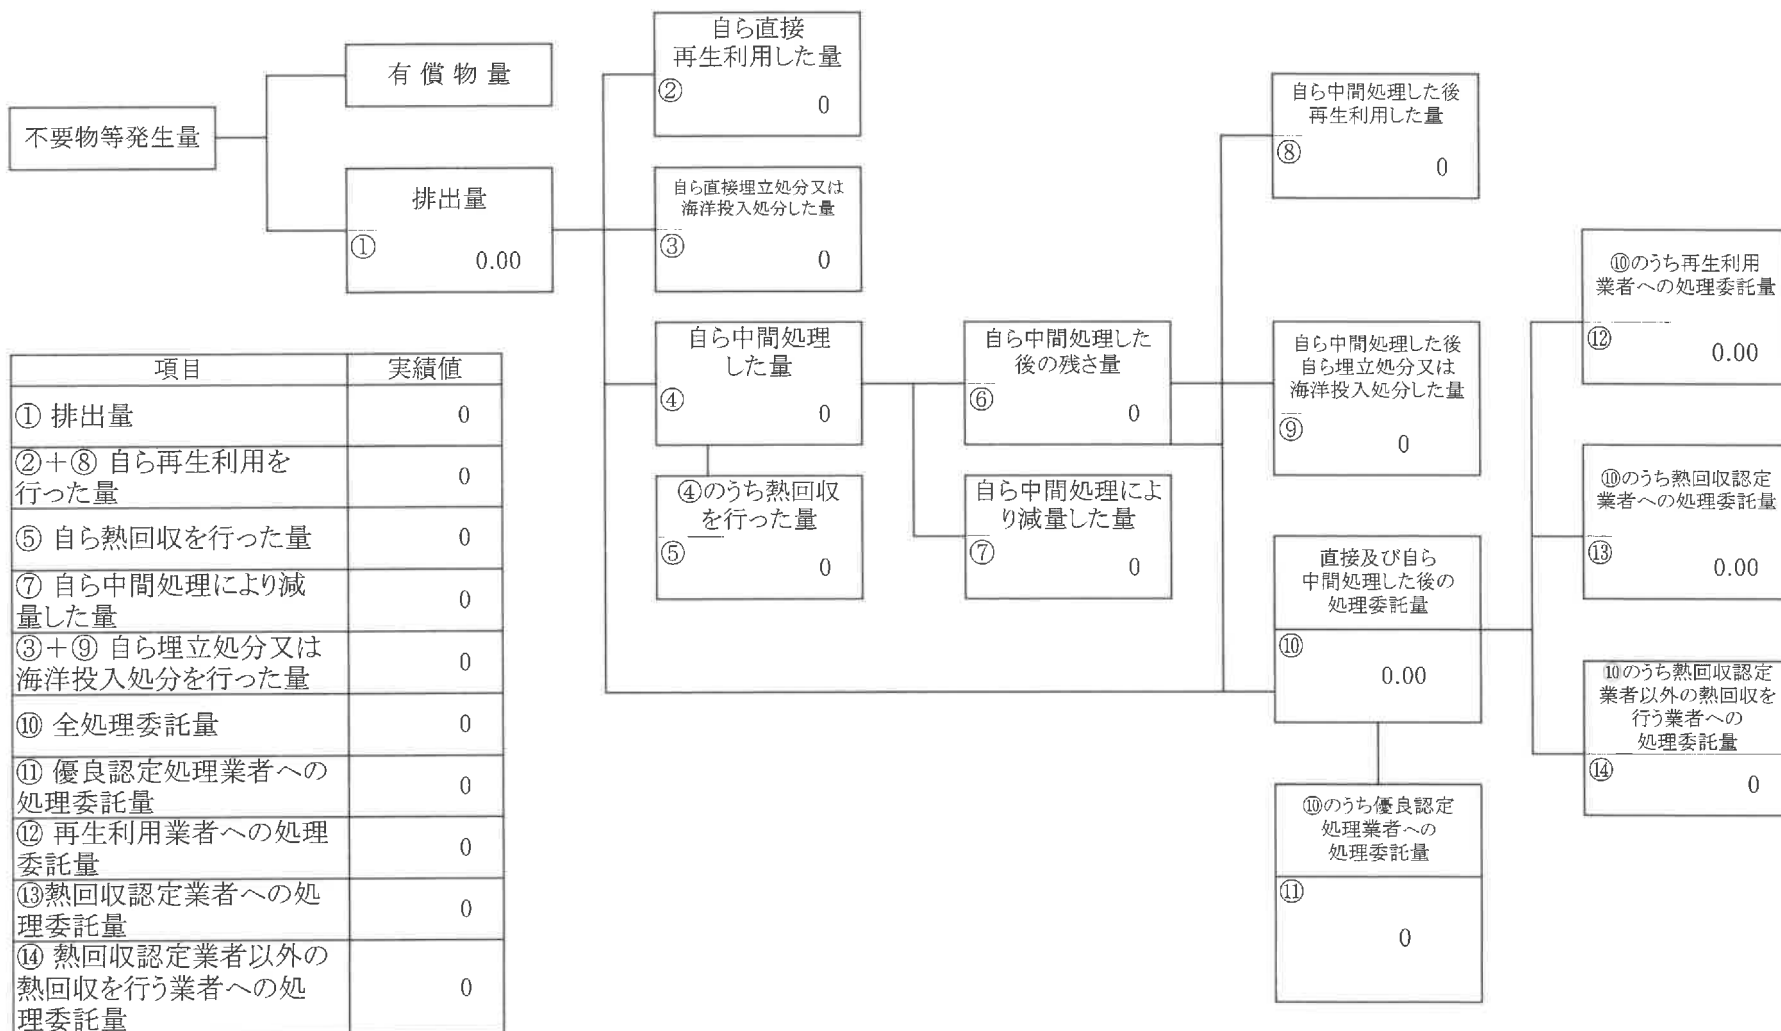 不要物等発生量
有償物量
排出量
①
0.00
自ら直接
再生利用した量
②
0
自ら直接埋立処分又は
海洋投入処分した量
③
0
自ら中間処理
した量
④
0
④のうち熱回収
を行った量
⑤
0
自ら中間処理した
後の残さ量
⑥
0
自ら中間処理によ
り減量した量
⑦
0
自ら中間処理した後
再生利用した量
⑧
0
自ら中間処理した後
自ら埋立処分又は
海洋投入処分した量
⑨
0
直接及び自ら
中間処理した後の
処理委託量
⑩
0.00
⑩のうち優良認定
処理業者への
処理委託量
⑪
0
⑩のうち再生利用
業者への処理委託量
⑫
0.00
⑩のうち熱回収認定
業者への処理委託量
⑬
0.00
⑩のうち熱回収認定
業者以外の熱回収を
行う業者への
処理委託量
⑭
0
項目 実績値
① 排出量 0
②+⑧ 自ら再生利用を
行った量 0
⑤ 自ら熱回収を行った量 0
⑦ 自ら中間処理により減
量した量 0
③+⑨ 自ら埋立処分又は
海洋投入処分を行った量 0
⑩ 全処理委託量 0
⑪ 優良認定処理業者への
処理委託量 0
⑫ 再生利用業者への処理
委託量 0
⑬熱回収認定業者への処
理委託量 0
⑭ 熱回収認定業者以外の
熱回収を行う業者への処
理委託量 0